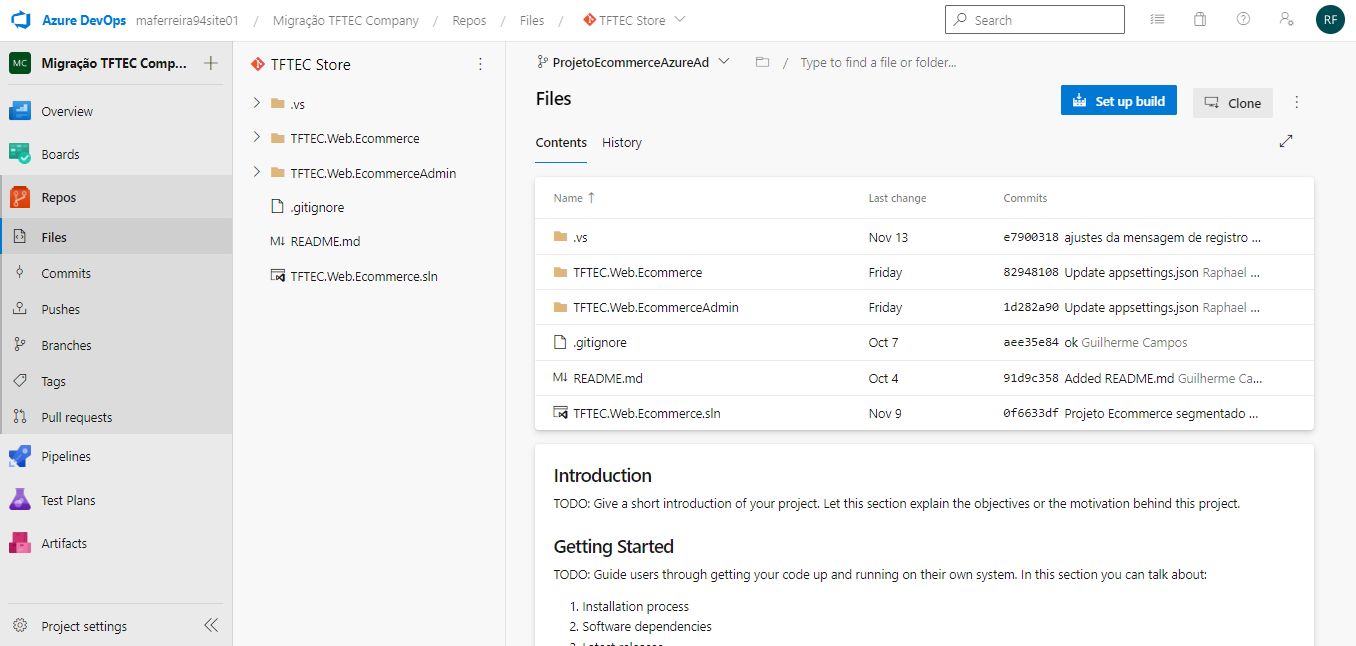 Azure DevOps maferreira94site01 / Migração TFTEC Company / Repos / Files / TFTEC Store Search RF
MC Migração TFTEC Comp...
Overview
Boards
Repos
Files
Commits
Pushes
Branches
Tags
Pull requests
Pipelines
Test Plans
Artifacts
Project settings
TFTEC Store
.vs
TFTEC.Web.Ecommerce
TFTEC.Web.EcommerceAdmin
.gitignore
M↓ README.md
TFTEC.Web.Ecommerce.sln
ProjetoEcommerceAzureAd / Type to find a file or folder...
Files
Set up build
Clone
Contents History
Name ↑ Last change Commits
.vs Nov 13 e7900318 ajustes da mensagem de registro ...
TFTEC.Web.Ecommerce Friday 82948108 Update appsettings.json Raphael ...
TFTEC.Web.EcommerceAdmin Friday 1d282a90 Update appsettings.json Raphael ...
.gitignore Oct 7 aee35e84 ok Guilherme Campos
M↓ README.md Oct 4 91d9c358 Added README.md Guilherme Ca...
TFTEC.Web.Ecommerce.sln Nov 9 0f6633df Projeto Ecommerce segmentado ...
Introduction
TODO: Give a short introduction of your project. Let this section explain the objectives or the motivation behind this project.
Getting Started
TODO: Guide users through getting your code up and running on their own system. In this section you can talk about:
1. Installation process
2. Software dependencies
3. Latest releases